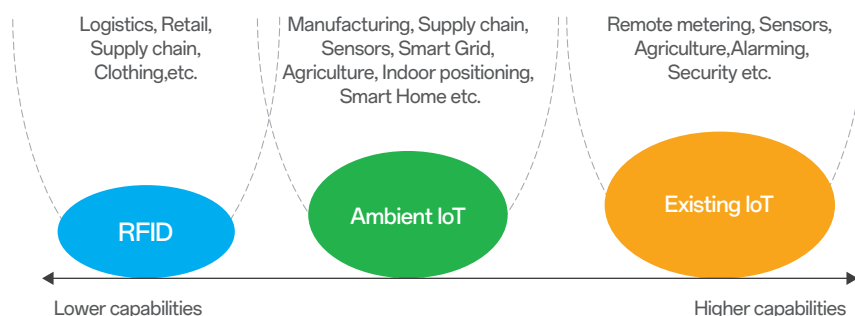 Logistics, Retail,
Supply chain,
Clothing,etc.
Manufacturing, Supply chain,
Sensors, Smart Grid,
Agriculture, Indoor positioning,
Smart Home etc.
Remote metering, Sensors,
Agriculture,Alarming,
Security etc.
RFID
Ambient IoT
Existing IoT
Lower capabilities
Higher capabilities